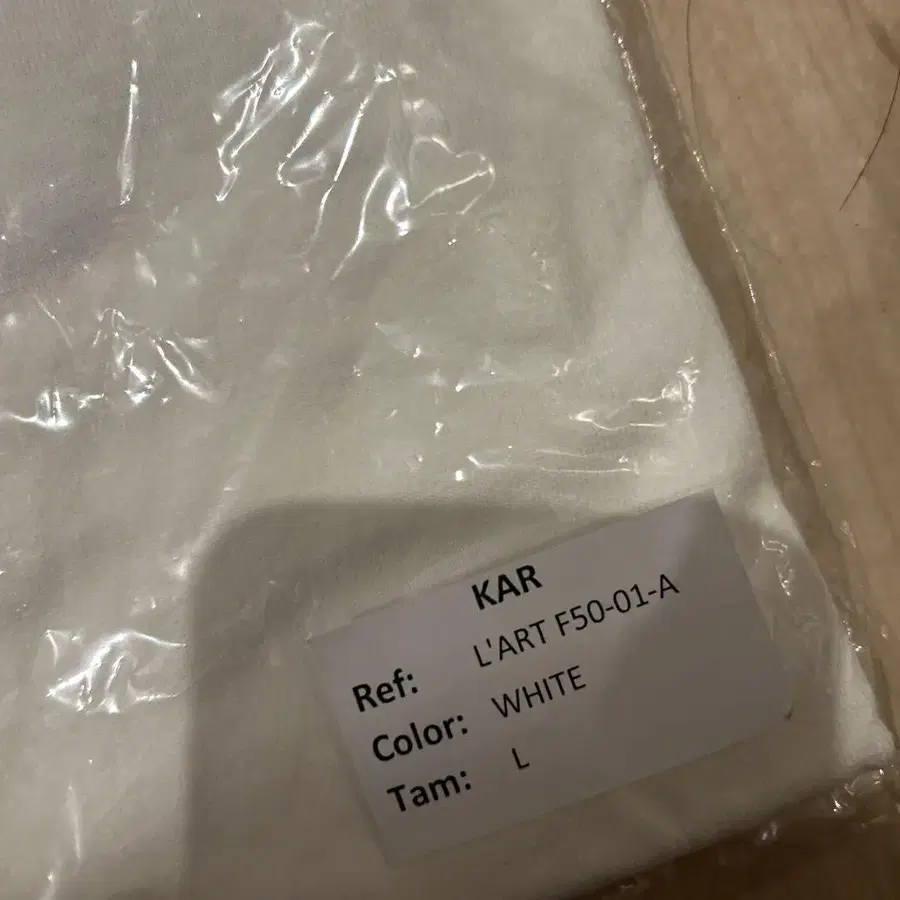 KAR
Ref: L'ART F50-01-A
Color: WHITE
Tam: L